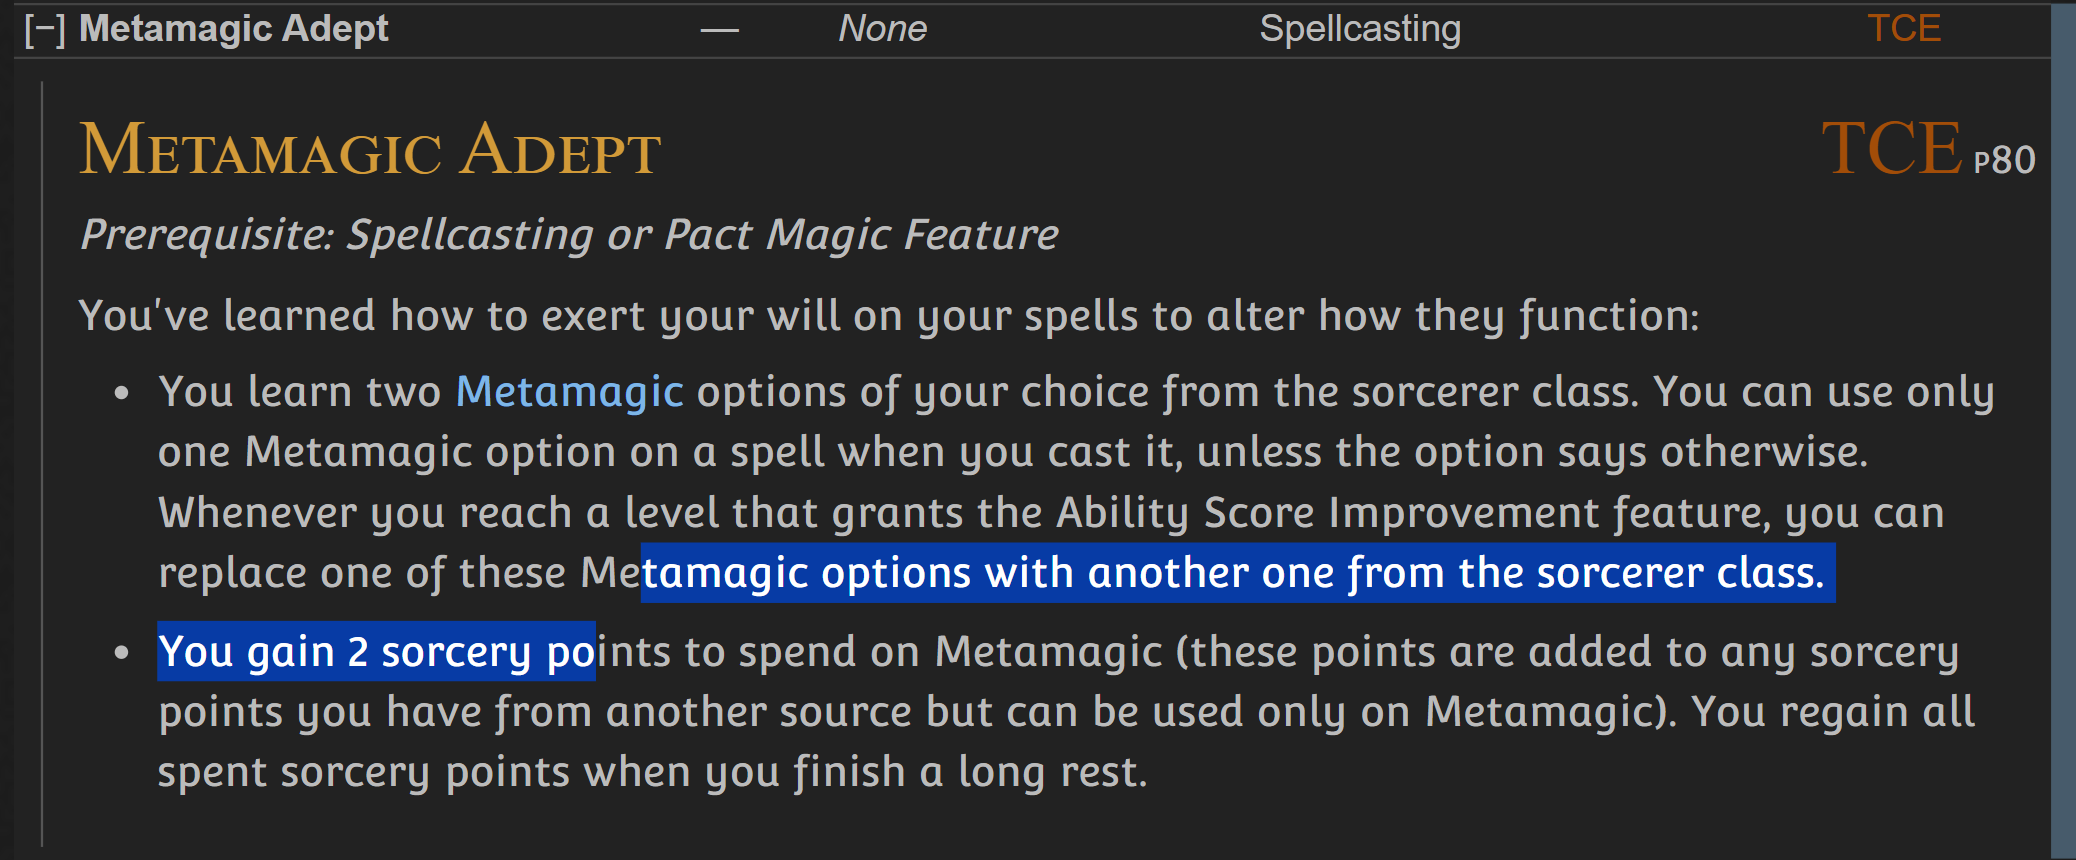 [−] Metamagic Adept — None Spellcasting TCE
Metamagic Adept TCE P80
Prerequisite: Spellcasting or Pact Magic Feature
You've learned how to exert your will on your spells to alter how they function:
• You learn two Metamagic options of your choice from the sorcerer class. You can use only
one Metamagic option on a spell when you cast it, unless the option says otherwise.
Whenever you reach a level that grants the Ability Score Improvement feature, you can
replace one of these Metamagic options with another one from the sorcerer class.
• You gain 2 sorcery points to spend on Metamagic (these points are added to any sorcery
points you have from another source but can be used only on Metamagic). You regain all
spent sorcery points when you finish a long rest.